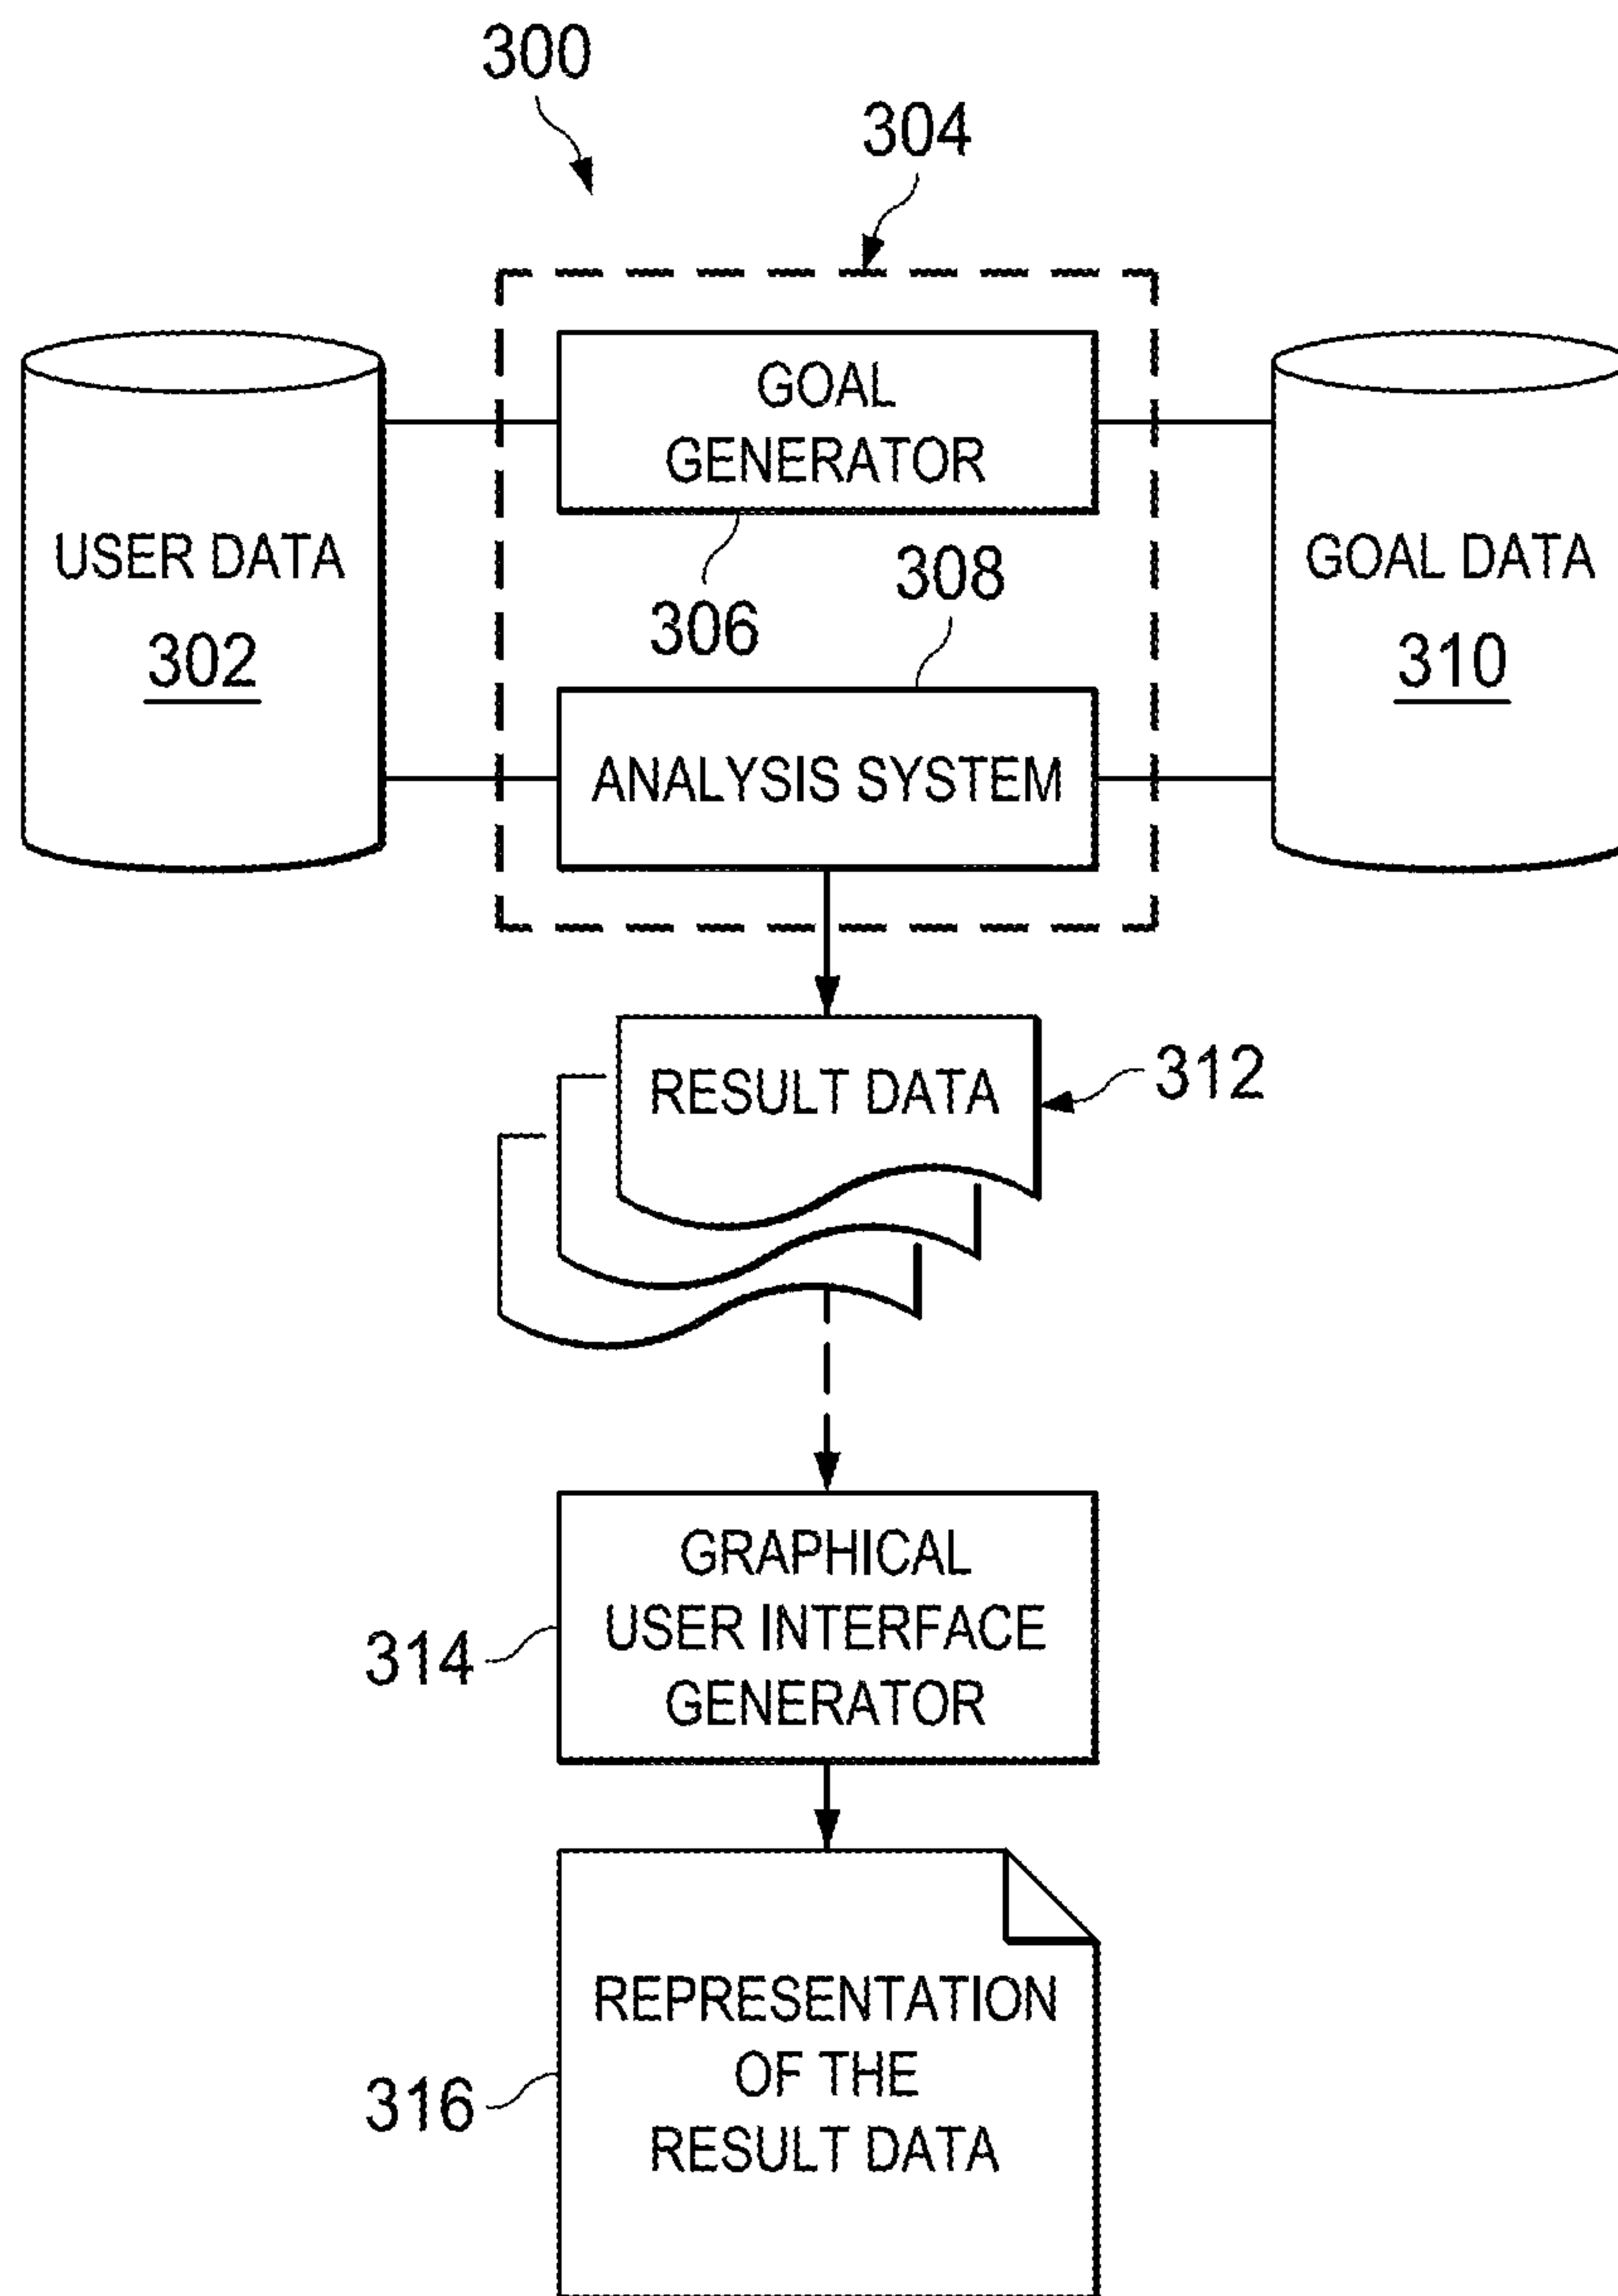 300
304
GOAL
GENERATOR
USER DATA
302
306
308
GOAL DATA
310
ANALYSIS SYSTEM
RESULT DATA
312
GRAPHICAL
USER INTERFACE
GENERATOR
314
REPRESENTATION
OF THE
RESULT DATA
316